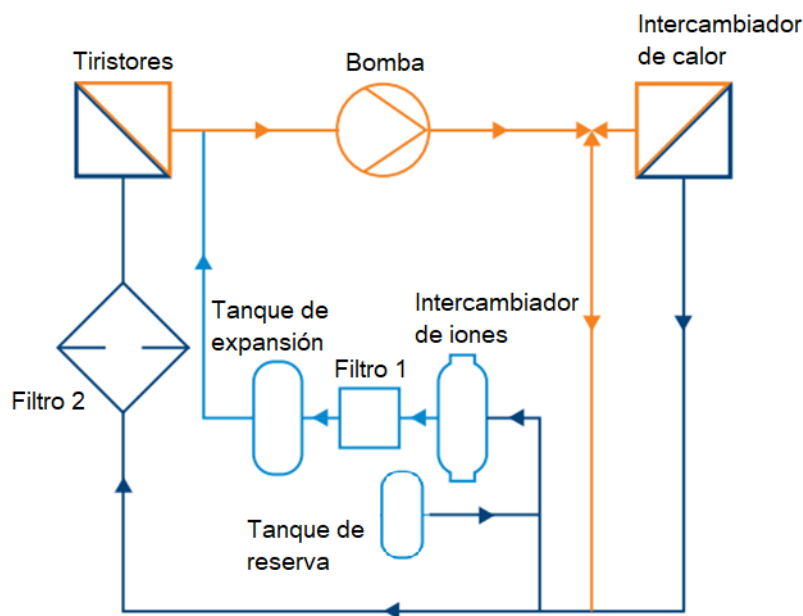 Intercambiador
de calor
Tiristores
Bomba
Tanque de
expansión
Intercambiador
de iones
Filtro 1
Filtro 2
Tanque de
reserva